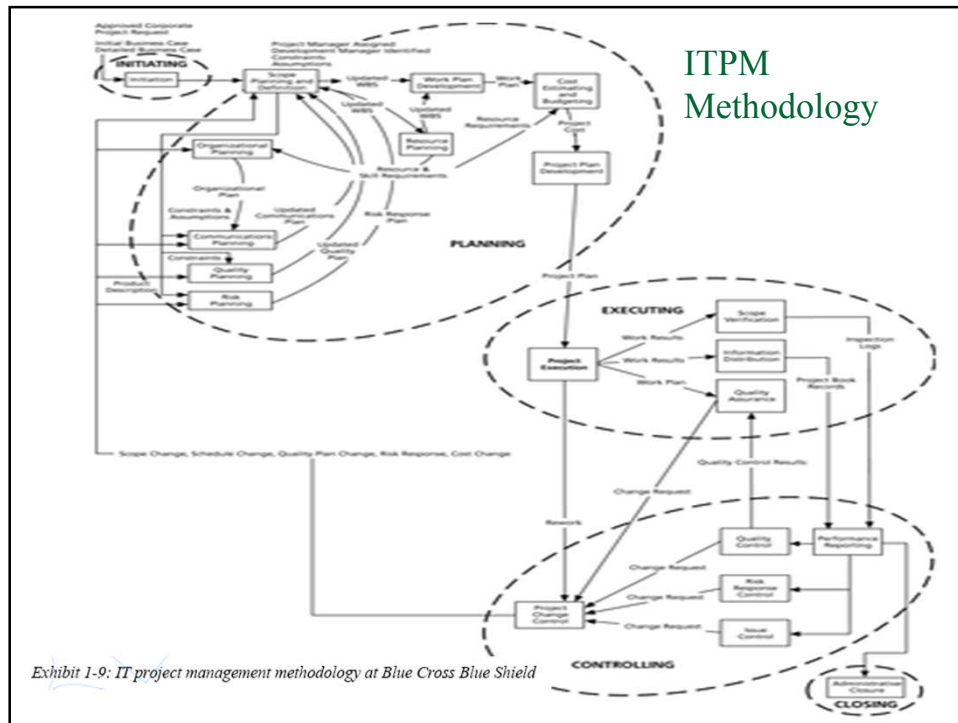 ITPM
Methodology
Approved Corporate
Project Request
Initial Business Case
Detailed Business Case
INITIATING
Initiation
Project Manager Assigned
Development Manager Identified
Constraints
Assumptions
Scope
Planning and
Definition
Updated
WBS
Work Plan
Development
Work
Plan
Cost
Estimating
and
Budgeting
Updated
WBS
Updated
WBS
Resource
Requirements
Project
Cost
Resource
Planning
Organizational
Planning
Resource &
Skill Requirements
Project Plan
Development
Organizational
Plan
Constraints &
Assumptions
Updated
Communications
Plan
Risk Response
Plan
Communications
Planning
Updated
Quality
Plan
PLANNING
Constraints
Quality
Planning
Product
Description
Risk
Planning
Project Plan
EXECUTING
Scope
Verification
Work Results
Inspection
Logs
Project
Execution
Work Results
Information
Distribution
Work Plan
Project Book
Records
Quality
Assurance
Scope Change, Schedule Change, Quality Plan Change, Risk Response, Cost Change
Quality Control Results
Change Request
Rework
Quality
Control
Performance
Reporting
Change Request
Risk
Response
Control
Change Request
Project
Change
Control
Change Request
Issue
Control
CONTROLLING
Exhibit 1-9: IT project management methodology at Blue Cross Blue Shield
Administrative
Closure
CLOSING